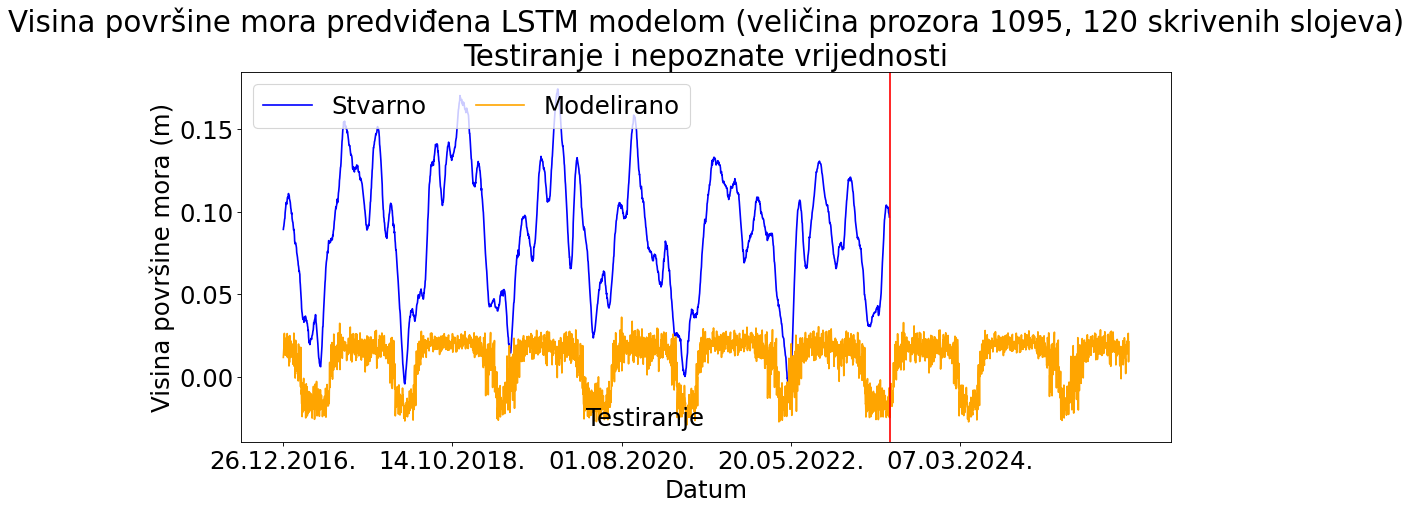 Visina površine mora predviđena LSTM modelom (veličina prozora 1095, 120 skrivenih slojeva)
Testiranje i nepoznate vrijednosti
Stvarno Modelirano
Visina površine mora (m)
0.15
0.10
0.05
0.00
Testiranje
26.12.2016. 14.10.2018. 01.08.2020. 20.05.2022. 07.03.2024.
Datum